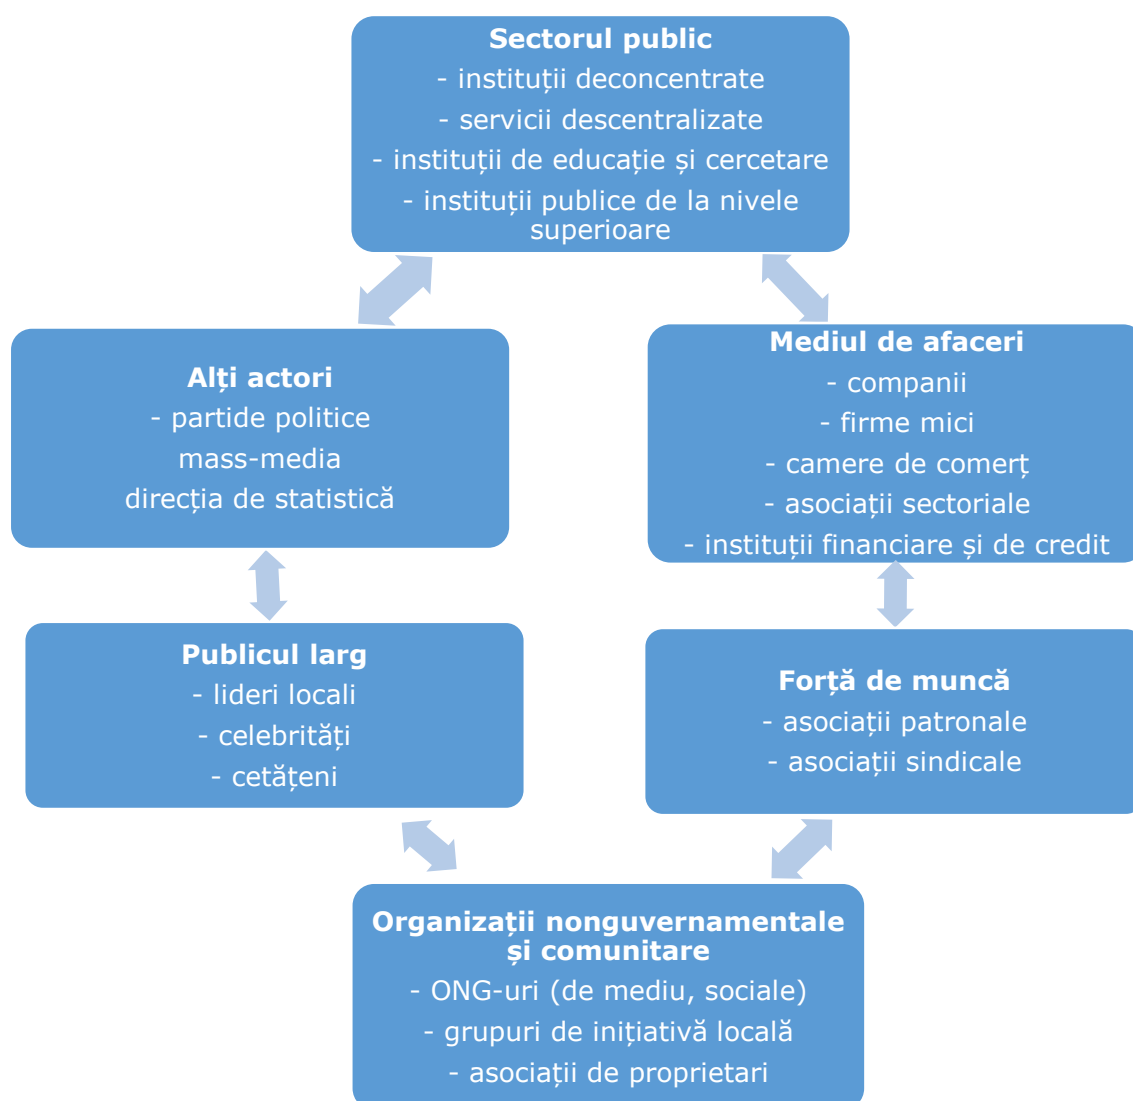 Sectorul public
- instituții deconcentrate
- servicii descentralizate
- instituții de educație și cercetare
- instituții publice de la nivele
superioare
Alți actori
- partide politice
mass-media
direcția de statistică
Mediul de afaceri
- companii
- firme mici
- camere de comerț
- asociații sectoriale
- instituții financiare și de credit
Publicul larg
- lideri locali
- celebrități
- cetățeni
Forță de muncă
- asociații patronale
- asociații sindicale
Organizații nonguvernamentale
și comunitare
- ONG-uri (de mediu, sociale)
- grupuri de inițiativă locală
- asociații de proprietari